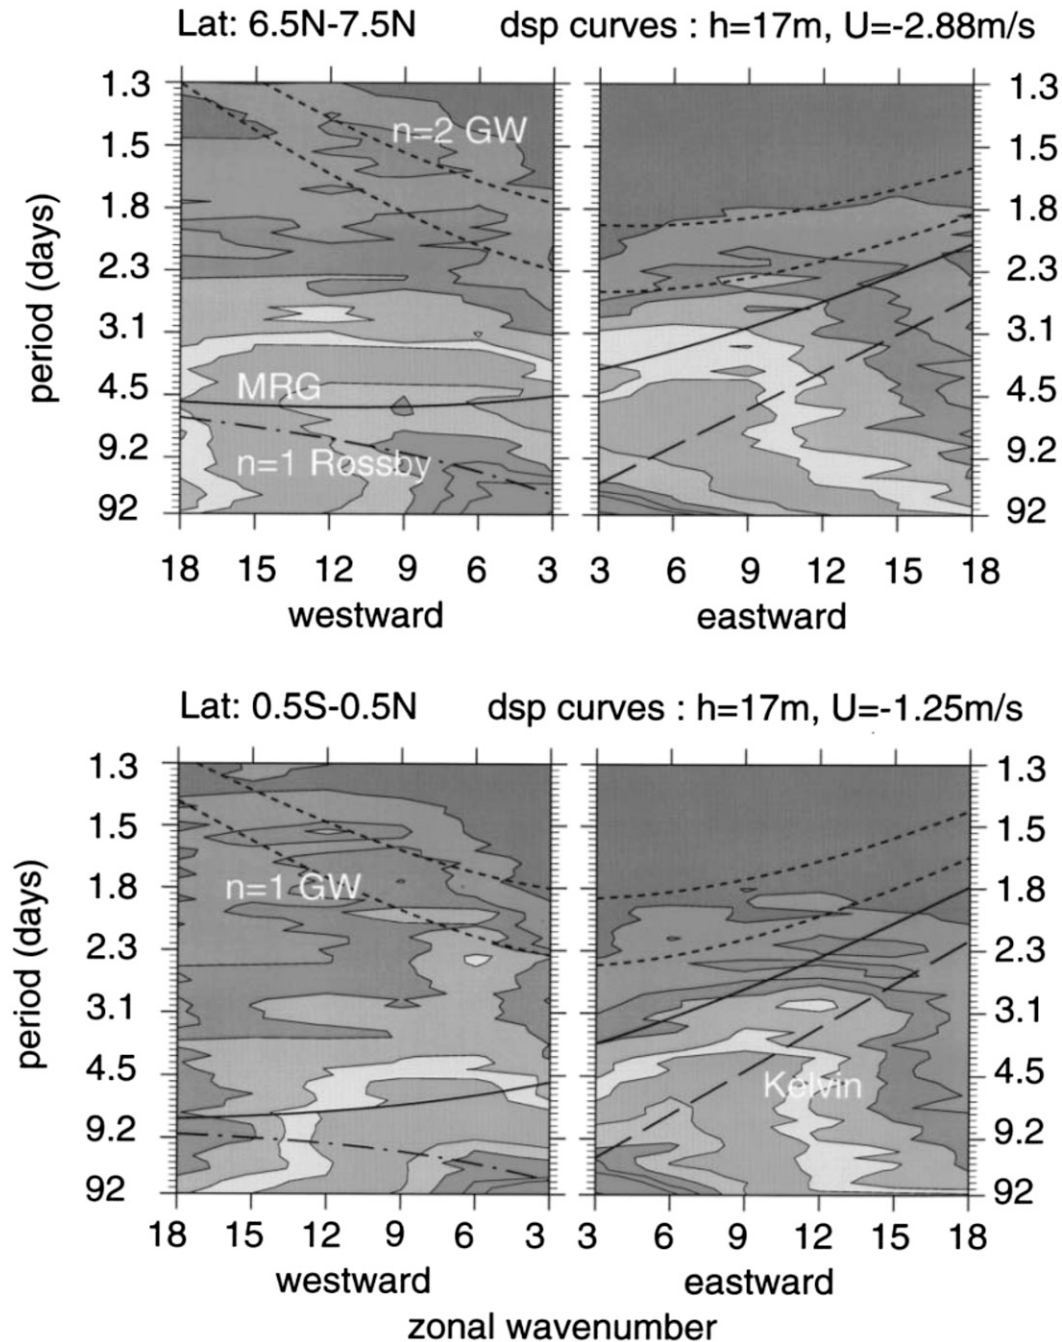 Lat: 6.5N-7.5N dsp curves : h=17m, U=-2.88m/s
1.3 1.3
n=2 GW
1.5 1.5
1.8 1.8
2.3 2.3
period (days)
3.1 3.1
MRG
4.5 4.5
n=1 Rossby
9.2 9.2
92 92
18 15 12 9 6 3 3 6 9 12 15 18
westward eastward
Lat: 0.5S-0.5N dsp curves : h=17m, U=-1.25m/s
1.3 1.3
1.5 1.5
n=1 GW
1.8 1.8
2.3 2.3
period (days)
3.1 3.1
4.5 4.5
Kelvin
9.2 9.2
92 92
18 15 12 9 6 3 3 6 9 12 15 18
westward eastward
zonal wavenumber